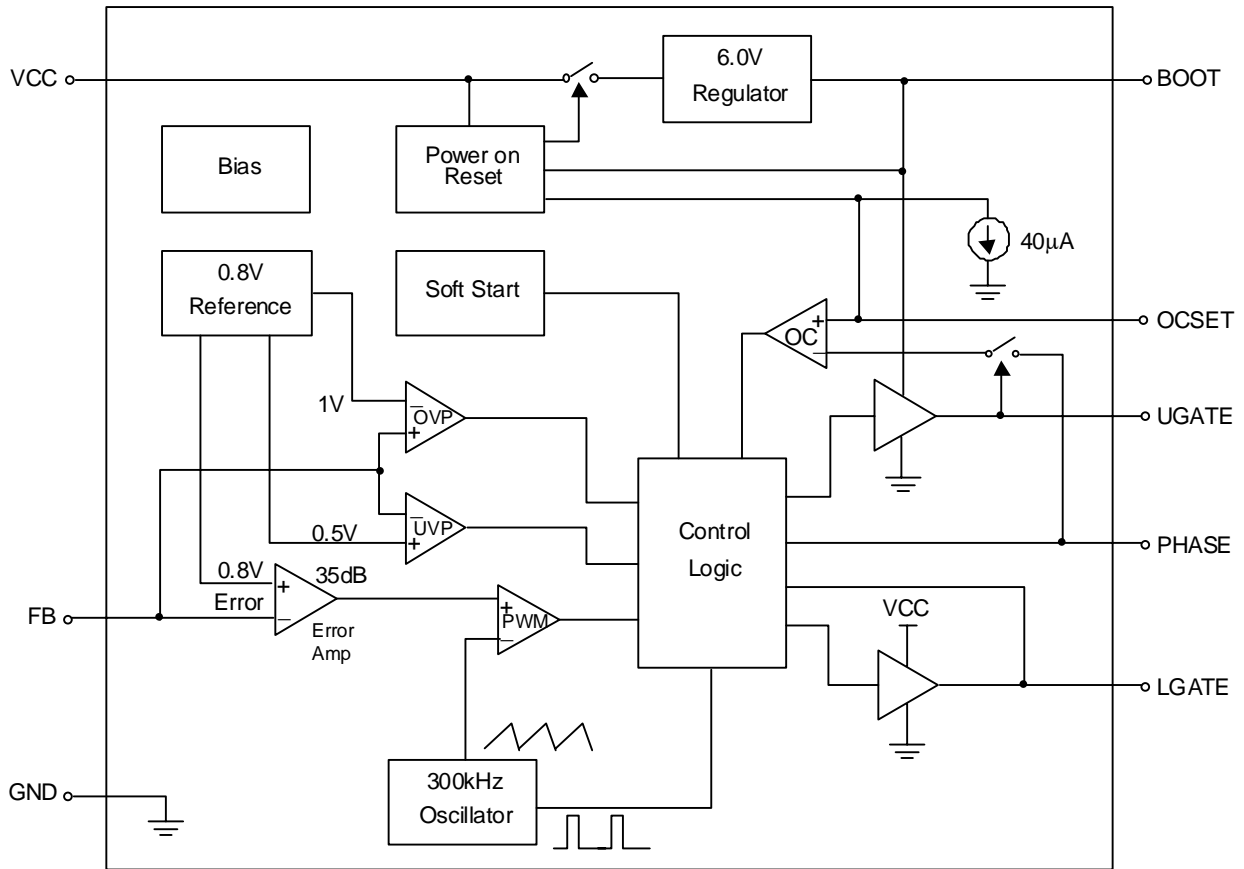 VCC
6.0V
Regulator
BOOT
Bias
Power on
Reset
40μA
0.8V
Reference
Soft Start
+
OC
−
OCSET
1V
−
OVP
+
UGATE
−
UVP
+
0.5V
Control
Logic
PHASE
0.8V
+
35dB
FB
Error
−
Error
Amp
+
PWM
−
VCC
LGATE
300kHz
Oscillator
GND